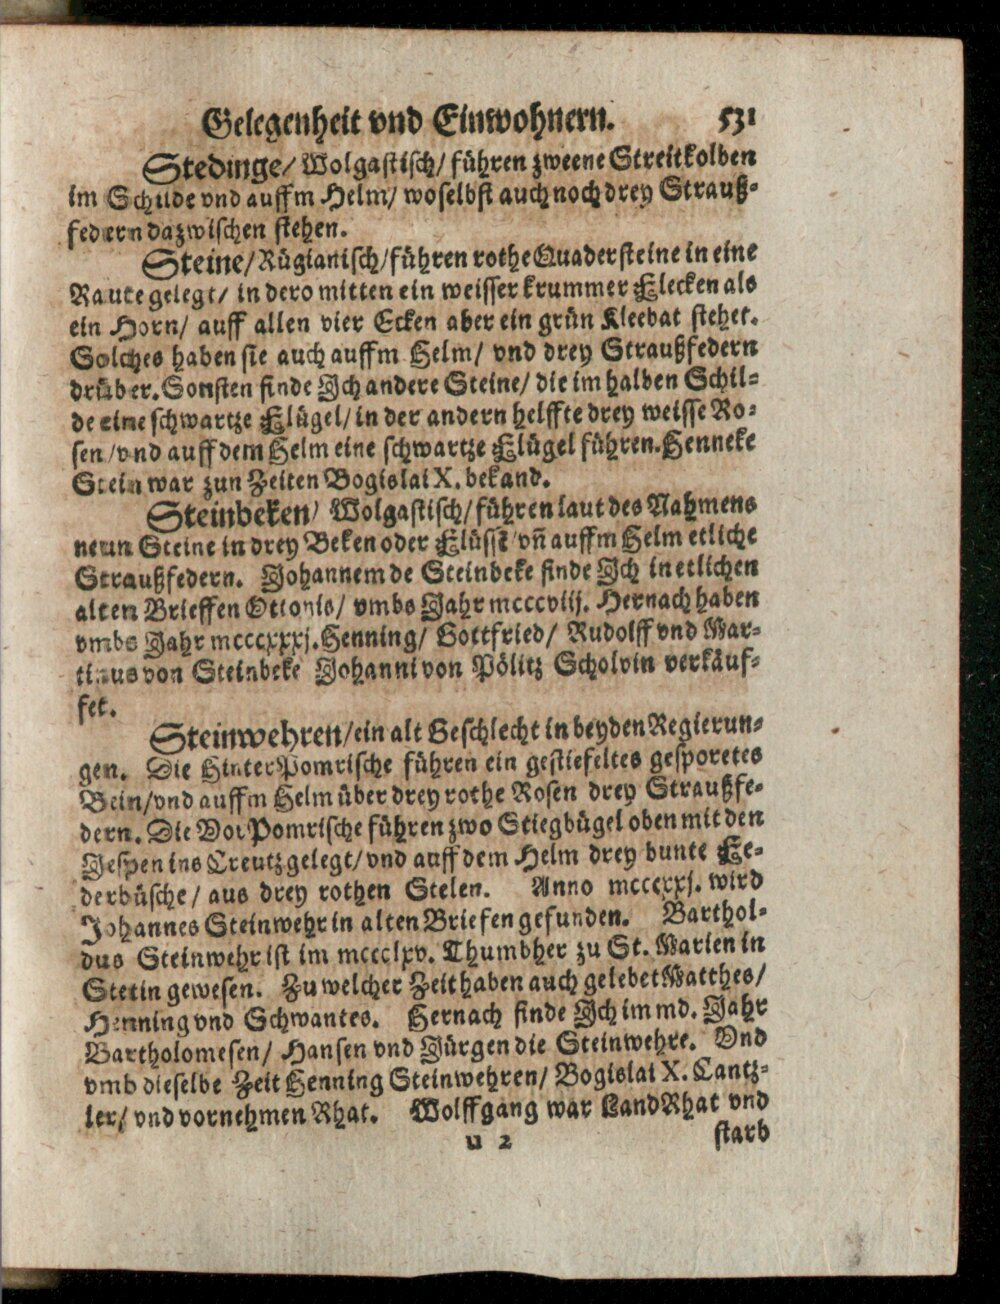 Gelegenheit vnd Einwohnern. 531
Stedinge/ Wolgastisch/ führen zweene Streitkolben
im Schilde vnd auffm Helm/ woselbst auch noch drey Strauß-
federn dazwischen stehen.
Steine/ Rügianisch/ führen rothe Quadersteine in eine
Raute gelegt/ in dero mitten ein weisser krummer Flecken als
ein Horn/ auff allen vier Ecken aber ein grün Kleebat stehet.
Solches haben sie auch auffm Helm/ vnd drey Straußfedern
drüber. Sonsten finde Ich andere Steine/ die im halben Schil-
de eine schwartze Flügel/ in der andern helffte drey weisse Ro-
sen/ vnd auff dem Helm eine schwartze Flügel führen. Henneke
Stein war zun Zeiten Bogislai X. bekand.
Steinbeken/ Wolgastisch/ führen laut des Nahmens
neun Steine in drey Beken oder Flüsse/ vñ auffm Helm etliche
Straußfedern. Johannem de Steinbeke finde Ich in etlichen
alten Brieffen Ottonis/ vmbs Jahr mcccviij. Hernach haben
vmbs Jahr mcccxxxj. Henning/ Gottfried/ Rudolff vnd Mar-
tinus von Steinbeke Johanni von Pölitz Scholvin verkäuf-
fet.
Steinwehren/ ein alt Geschlecht in beyden Regierun-
gen. Die HinterPomrische führen ein gestiefeltes gesporetes
Bein/ vnd auffm Helm über drey rothe Rosen drey Straußfe-
dern. Die VorPomrische führen zwo Stiegbügel oben mit den
Jespen ins Creutz gelegt/ vnd auff dem Helm drey bunte Fe-
derbüsche/ aus drey rothen Stelen. Anno mcccxxj. wird
Johannes Steinwehr in alten Briefen gefunden. Barthol-
dus Steinwehr ist im mccclxv. Thumbher zu St. Marien in
Stetin gewesen. Zu welcher Zeit haben auch gelebet Matthes/
Henning vnd Schwantes. Hernach finde Ich im md. Jahr
Bartholomesen/ Hansen vnd Jürgen die Steinwehre. Vnd
vmb dieselbe Zeit Henning Steinwehren/ Bogislai X. Cantz-
ler/ vnd vornehmen Rhat. Wolffgang war LandRhat vnd
u 2 starb